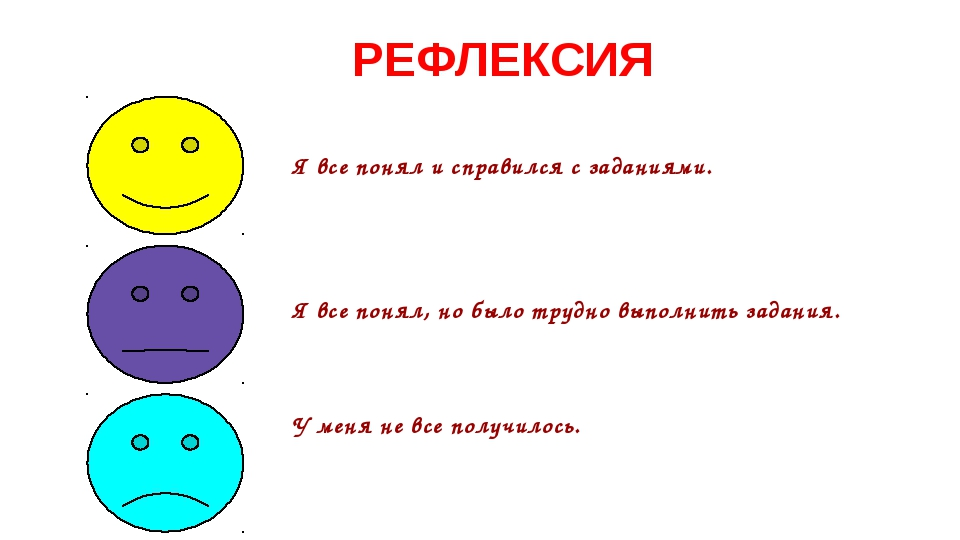 РЕФЛЕКСИЯ
Я все понял и справился с заданиями.
Я все понял, но было трудно выполнить задания.
У меня не все получилось.